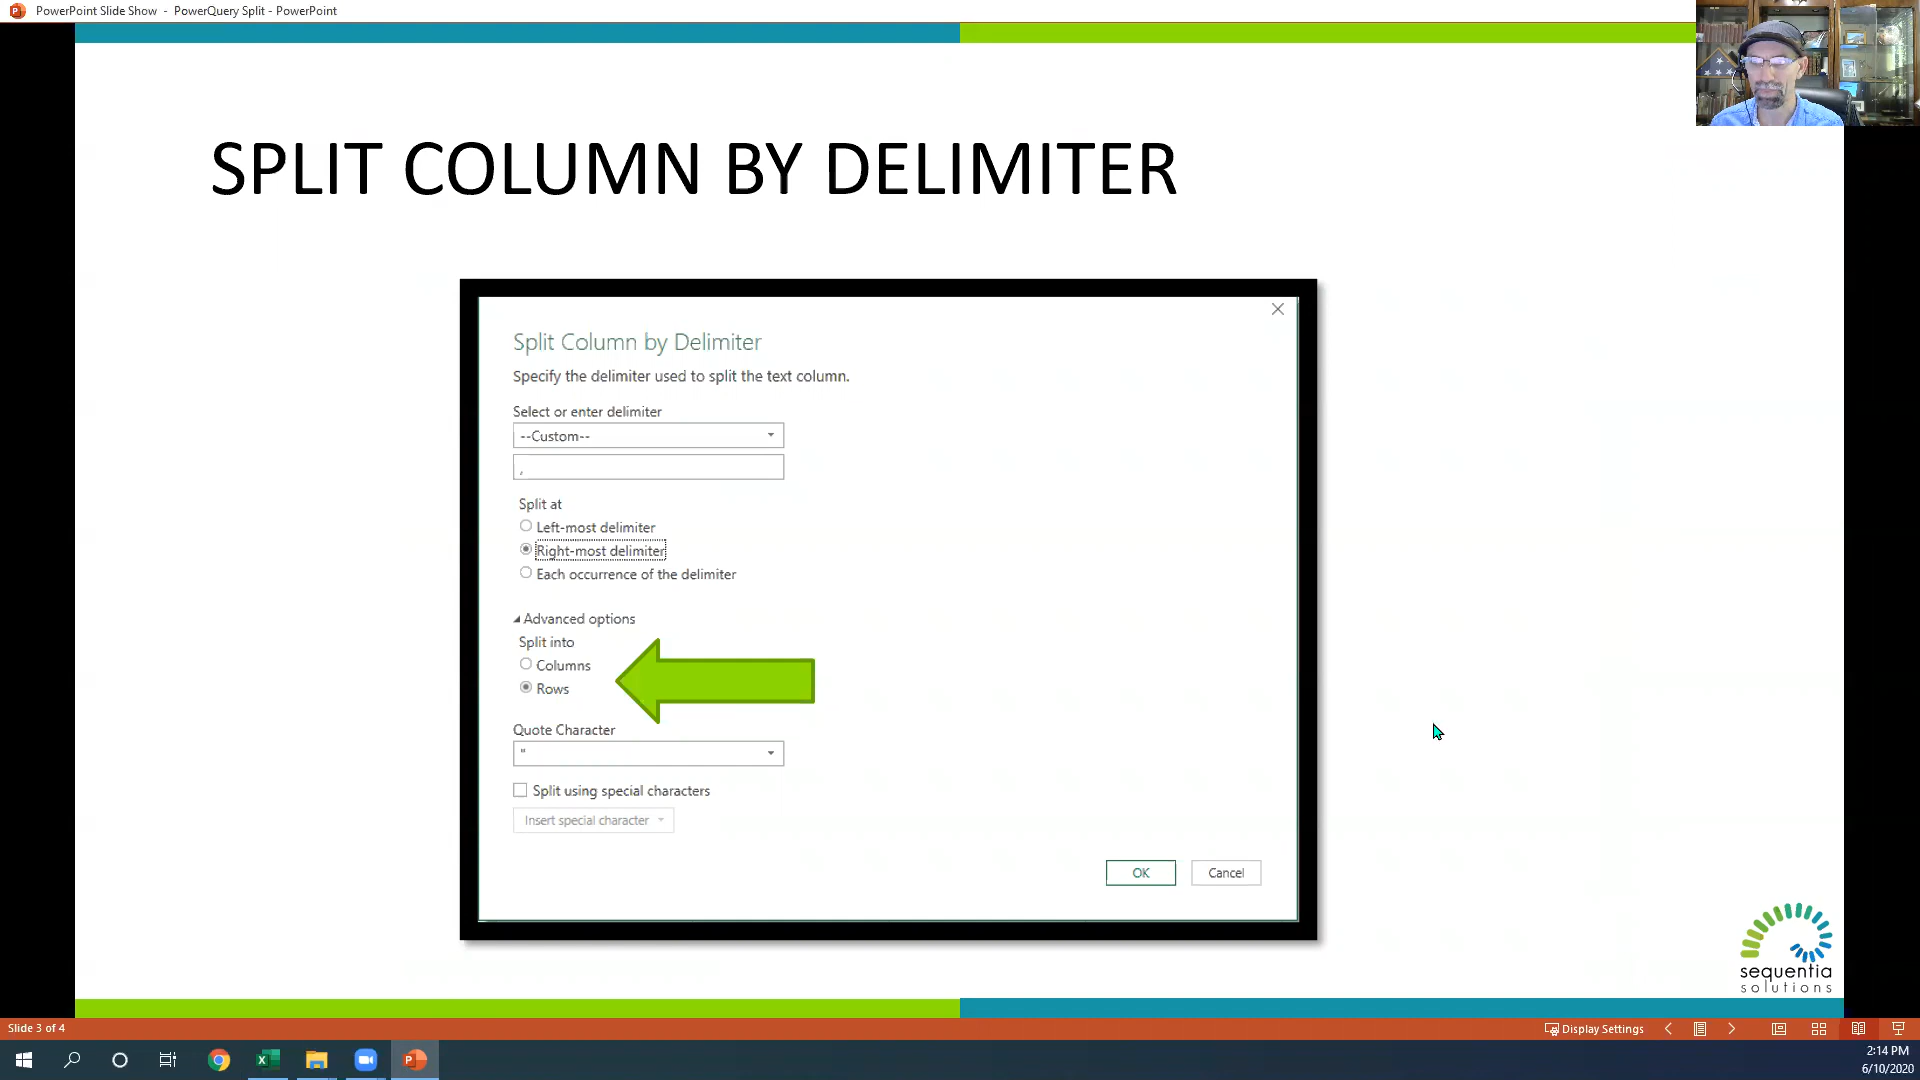 PowerPoint Slide Show - PowerQuery Split - PowerPoint
SPLIT COLUMN BY DELIMITER
Split Column by Delimiter
Specify the delimiter used to split the text column.
Select or enter delimiter
--Custom--
,
Split at
Left-most delimiter
Right-most delimiter
Each occurrence of the delimiter
Advanced options
Split into
Columns
Rows
Quote Character
"
Split using special characters
Insert special character
OK Cancel
sequentia
solutions
Slide 3 of 4
Display Settings
2:14 PM
6/10/2020